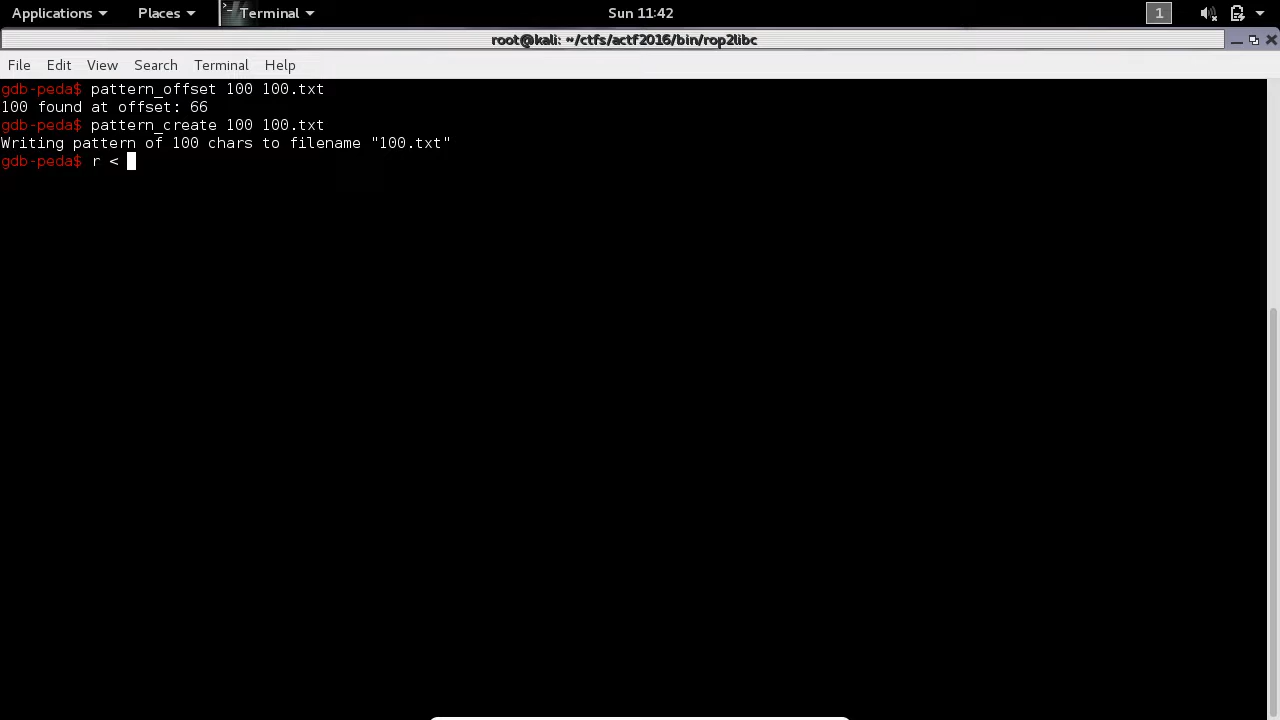 Applications Places Terminal Sun 11:42 1
root@kali: ~/ctfs/actf2016/bin/rop2libc
File Edit View Search Terminal Help
gdb-peda$ pattern_offset 100 100.txt
100 found at offset: 66
gdb-peda$ pattern_create 100 100.txt
Writing pattern of 100 chars to filename "100.txt"
gdb-peda$ r <